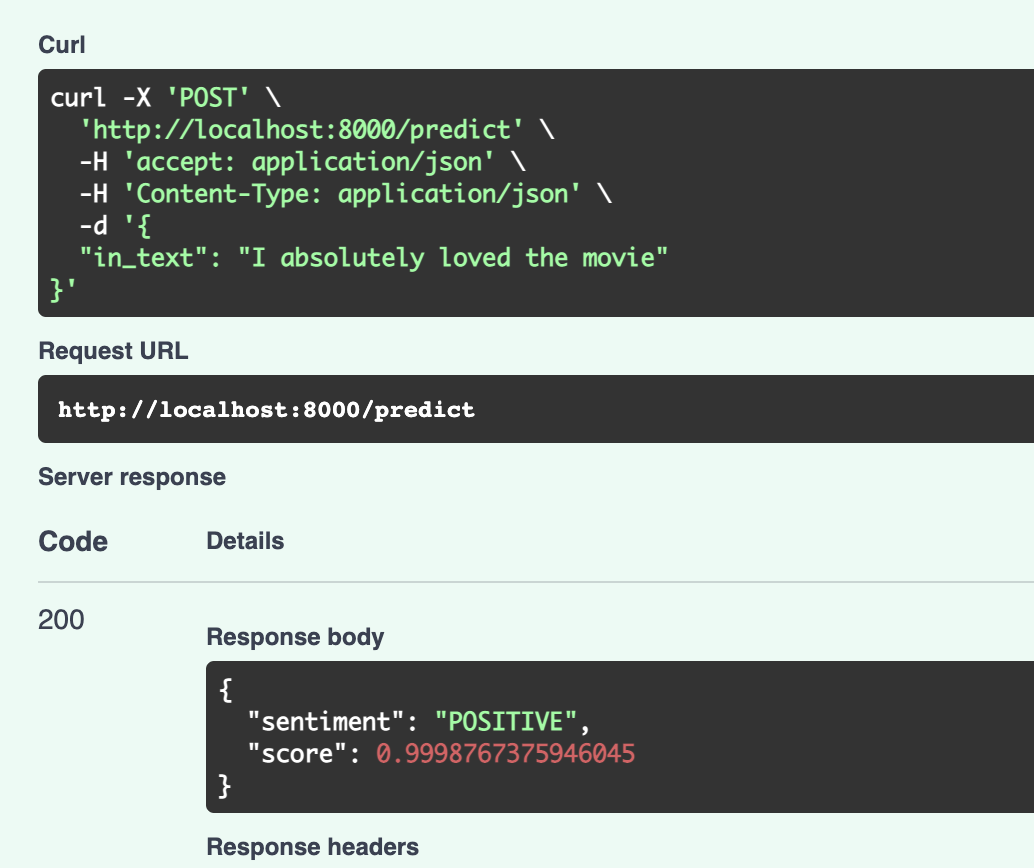 Curl
curl -X 'POST' \
  'http://localhost:8000/predict' \
  -H 'accept: application/json' \
  -H 'Content-Type: application/json' \
  -d '{
  "in_text": "I absolutely loved the movie"
}'
Request URL
http://localhost:8000/predict
Server response
Code Details
200
Response body
{
  "sentiment": "POSITIVE",
  "score": 0.9998767375946045
}
Response headers